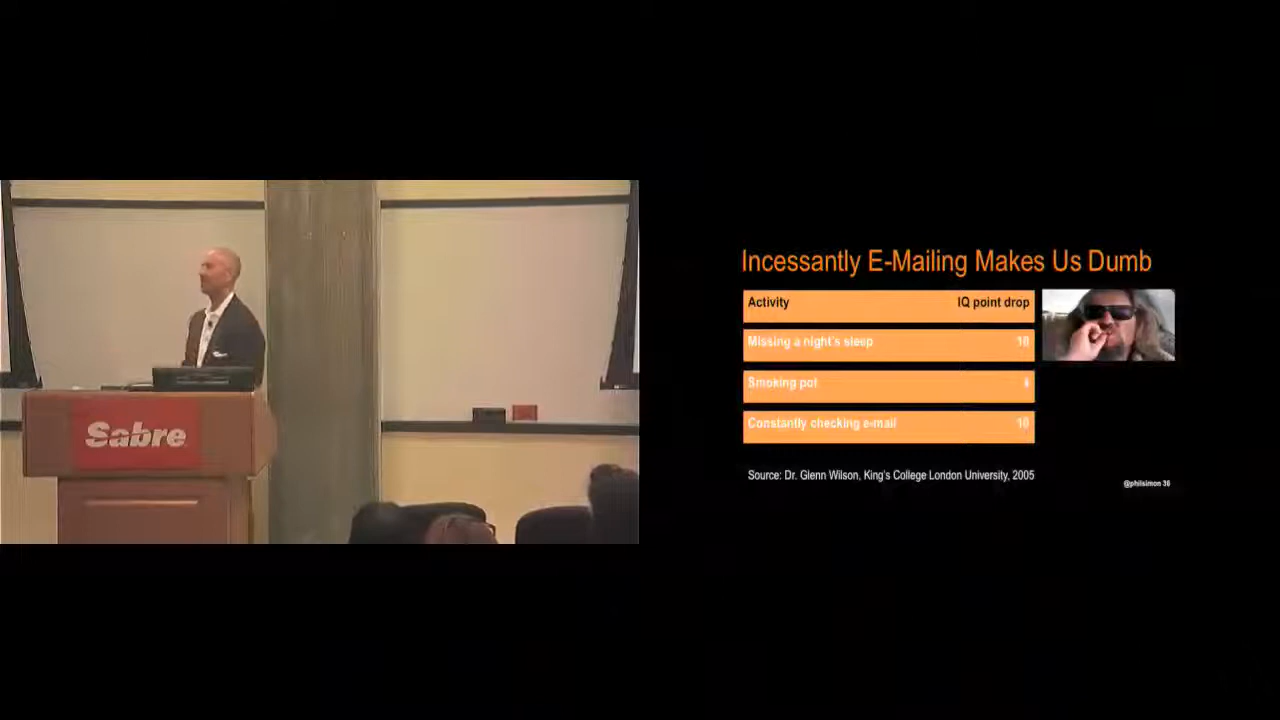 Sabre
Incessantly E-Mailing Makes Us Dumb
Activity IQ point drop
Missing a night's sleep 10
Smoking pot
Constantly checking e-mail 10
Source: Dr. Glenn Wilson, King's College London University, 2005
@philsimon 36